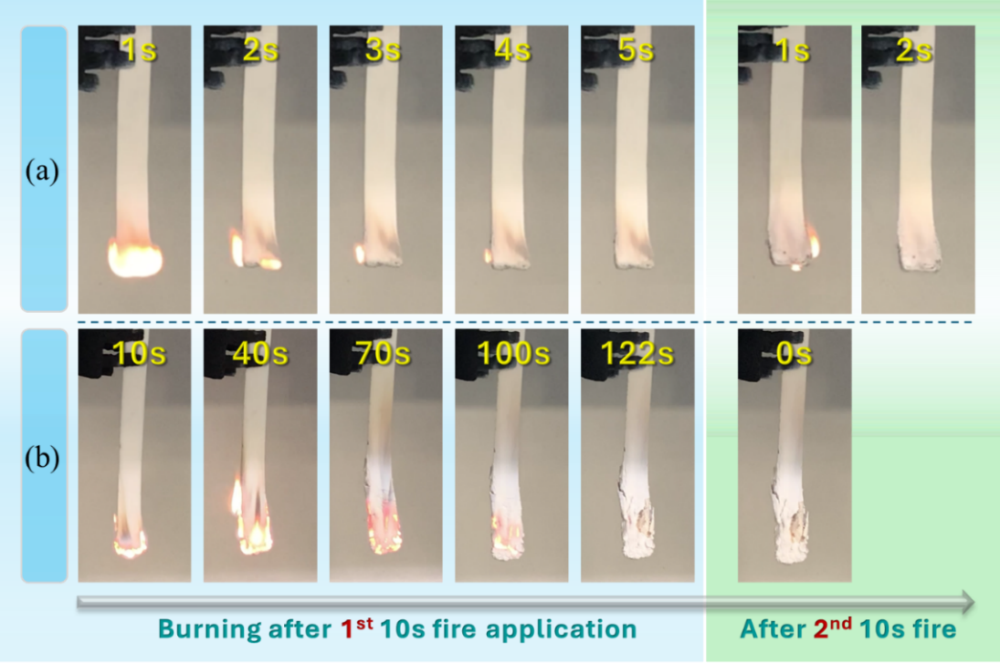 (a)
1s
2s
3s
4s
5s
1s
2s
(b)
10s
40s
70s
100s
122s
0s
Burning after 1st 10s fire application
After 2nd 10s fire